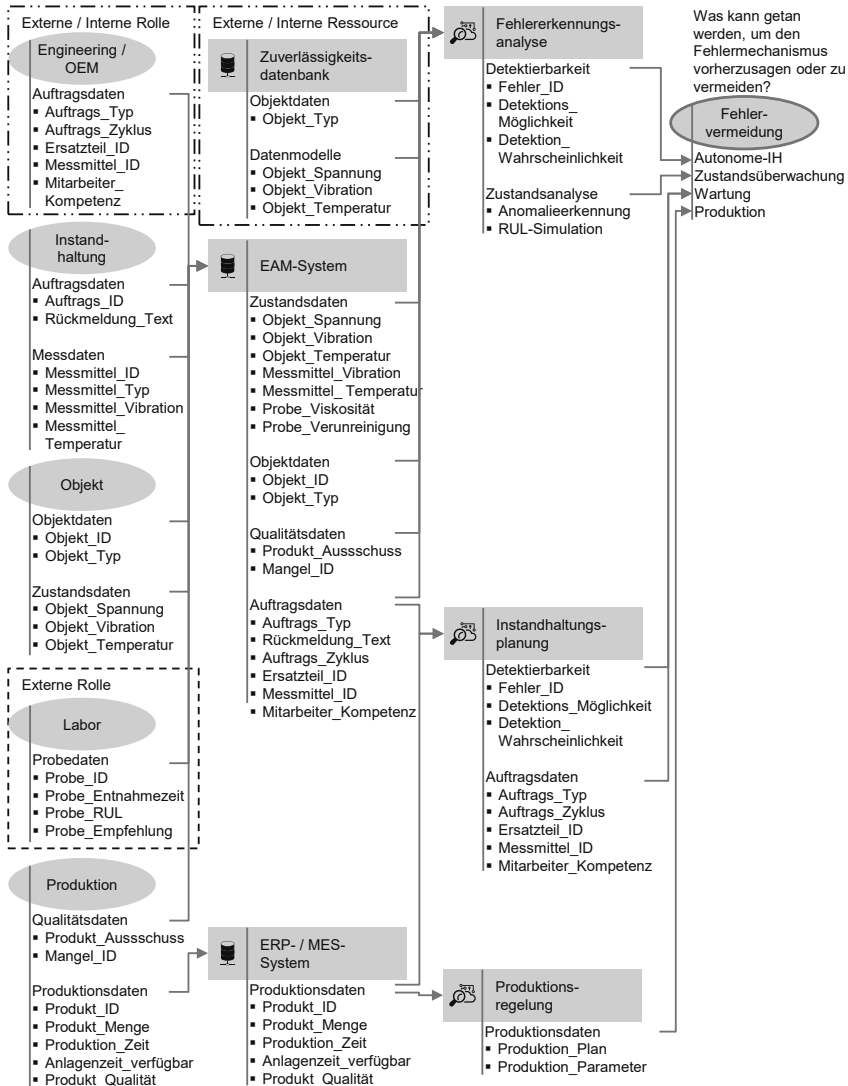 Externe / Interne Rolle
Engineering /
OEM
Auftragsdaten
▪ Auftrags_Typ
▪ Auftrags_Zyklus
▪ Ersatzteil_ID
▪ Messmittel_ID
▪ Mitarbeiter_
Kompetenz
Instand-
haltung
Auftragsdaten
▪ Auftrags_ID
▪ Rückmeldung_Text
Messdaten
▪ Messmittel_ID
▪ Messmittel_Typ
▪ Messmittel_Vibration
▪ Messmittel_
Temperatur
Objekt
Objektdaten
▪ Objekt_ID
▪ Objekt_Typ
Zustandsdaten
▪ Objekt_Spannung
▪ Objekt_Vibration
▪ Objekt_Temperatur
Externe Rolle
Labor
Probedaten
▪ Probe_ID
▪ Probe_Entnahmezeit
▪ Probe_RUL
▪ Probe_Empfehlung
Produktion
Qualitätsdaten
▪ Produkt_Aussschuss
▪ Mangel_ID
Produktionsdaten
▪ Produkt_ID
▪ Produkt_Menge
▪ Produktion_Zeit
▪ Anlagenzeit_verfügbar
▪ Produkt_Qualität
Externe / Interne Ressource
Zuverlässigkeits-
datenbank
Objektdaten
▪ Objekt_Typ
Datenmodelle
▪ Objekt_Spannung
▪ Objekt_Vibration
▪ Objekt_Temperatur
EAM-System
Zustandsdaten
▪ Objekt_Spannung
▪ Objekt_Vibration
▪ Objekt_Temperatur
▪ Messmittel_Vibration
▪ Messmittel_ Temperatur
▪ Probe_Viskosität
▪ Probe_Verunreinigung
Objektdaten
▪ Objekt_ID
▪ Objekt_Typ
Qualitätsdaten
▪ Produkt_Aussschuss
▪ Mangel_ID
Auftragsdaten
▪ Auftrags_Typ
▪ Rückmeldung_Text
▪ Auftrags_Zyklus
▪ Ersatzteil_ID
▪ Messmittel_ID
▪ Mitarbeiter_Kompetenz
ERP- / MES-
System
Produktionsdaten
▪ Produkt_ID
▪ Produkt_Menge
▪ Produktion_Zeit
▪ Anlagenzeit_verfügbar
▪ Produkt_Qualität
Fehlererkennungs-
analyse
Detektierbarkeit
▪ Fehler_ID
▪ Detektions_
Möglichkeit
▪ Detektion_
Wahrscheinlichkeit
Zustandsanalyse
▪ Anomalieerkennung
▪ RUL-Simulation
Instandhaltungs-
planung
Detektierbarkeit
▪ Fehler_ID
▪ Detektions_Möglichkeit
▪ Detektion_
Wahrscheinlichkeit
Auftragsdaten
▪ Auftrags_Typ
▪ Auftrags_Zyklus
▪ Ersatzteil_ID
▪ Messmittel_ID
▪ Mitarbeiter_Kompetenz
Produktions-
regelung
Produktionsdaten
▪ Produktion_Plan
▪ Produktion_Parameter
Was kann getan
werden, um den
Fehlermechanismus
vorherzusagen oder zu
vermeiden?
Fehler-
vermeidung
Autonome-IH
Zustandsüberwachung
Wartung
Produktion